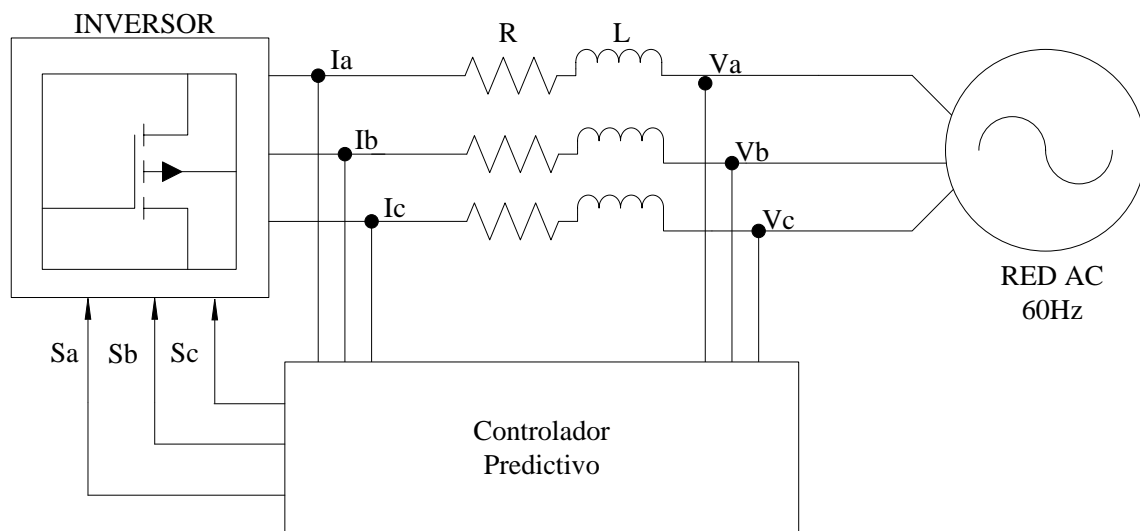 INVERSOR
R
L
Ia
Va
Ib
Vb
Ic
Vc
RED AC
60Hz
Sa
Sb
Sc
Controlador
Predictivo